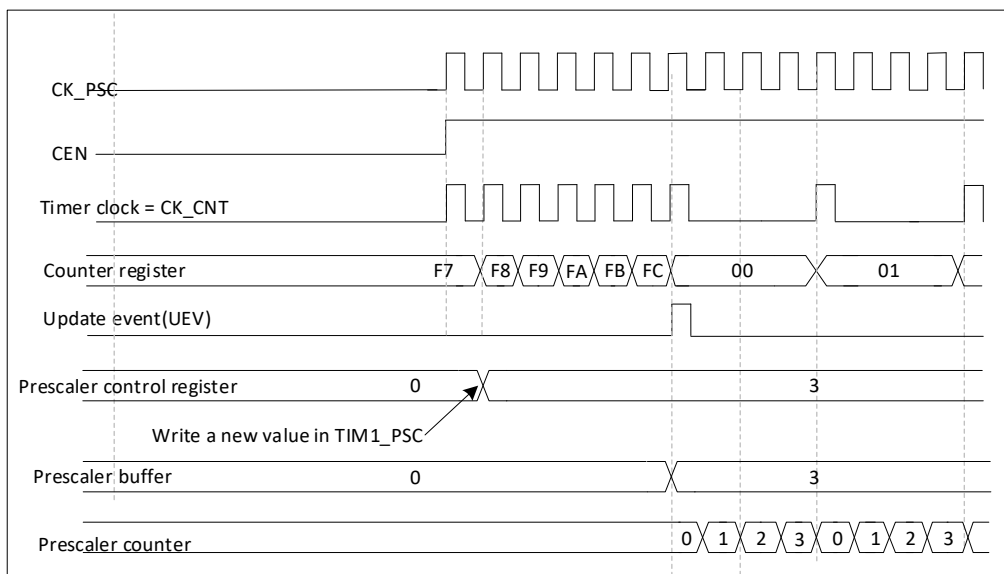 CK_PSC
CEN
Timer clock = CK_CNT
Counter register F7 F8 F9 FA FB FC 00 01
Update event(UEV)
Prescaler control register 0 3
Write a new value in TIM1_PSC
Prescaler buffer 0 3
Prescaler counter 0 1 2 3 0 1 2 3